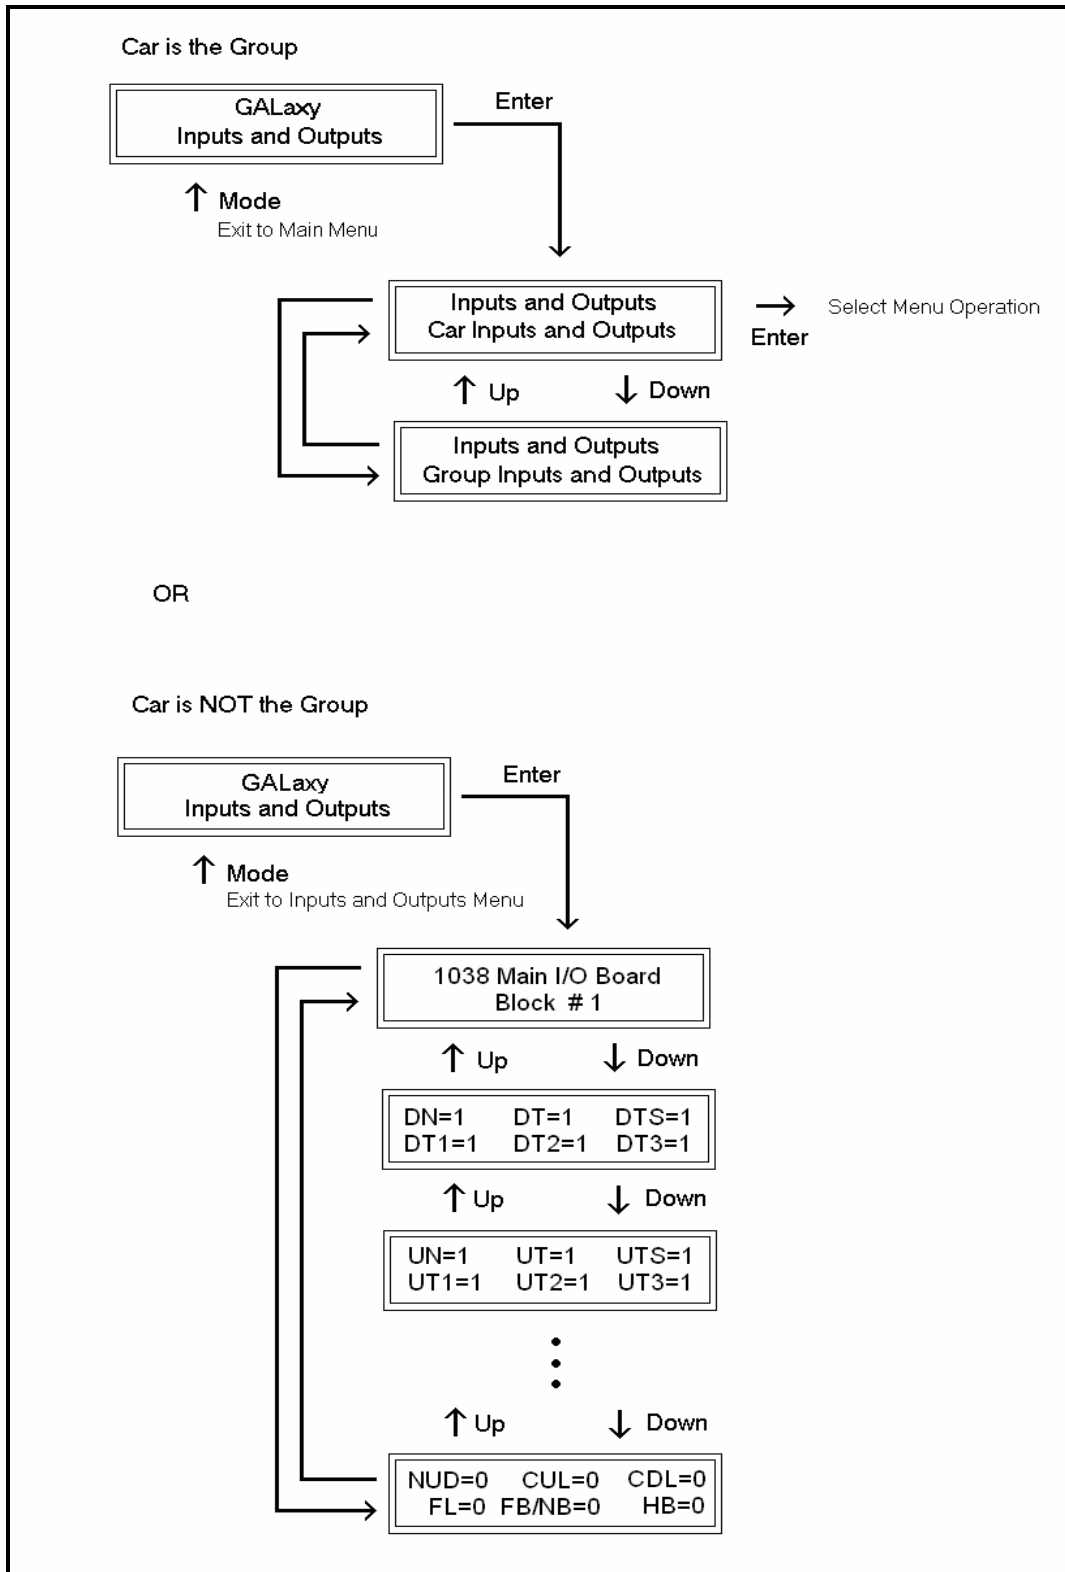 Car is the Group
GALaxy
Inputs and Outputs
Enter
↑ Mode
Exit to Main Menu
Inputs and Outputs
Car Inputs and Outputs
→ Select Menu Operation
Enter
↑ Up ↓ Down
Inputs and Outputs
Group Inputs and Outputs
OR
Car is NOT the Group
GALaxy
Inputs and Outputs
Enter
↑ Mode
Exit to Inputs and Outputs Menu
1038 Main I/O Board
Block # 1
↑ Up ↓ Down
DN=1 DT=1 DTS=1
DT1=1 DT2=1 DT3=1
↑ Up ↓ Down
UN=1 UT=1 UTS=1
UT1=1 UT2=1 UT3=1
↑ Up ↓ Down
NUD=0 CUL=0 CDL=0
FL=0 FB/NB=0 HB=0